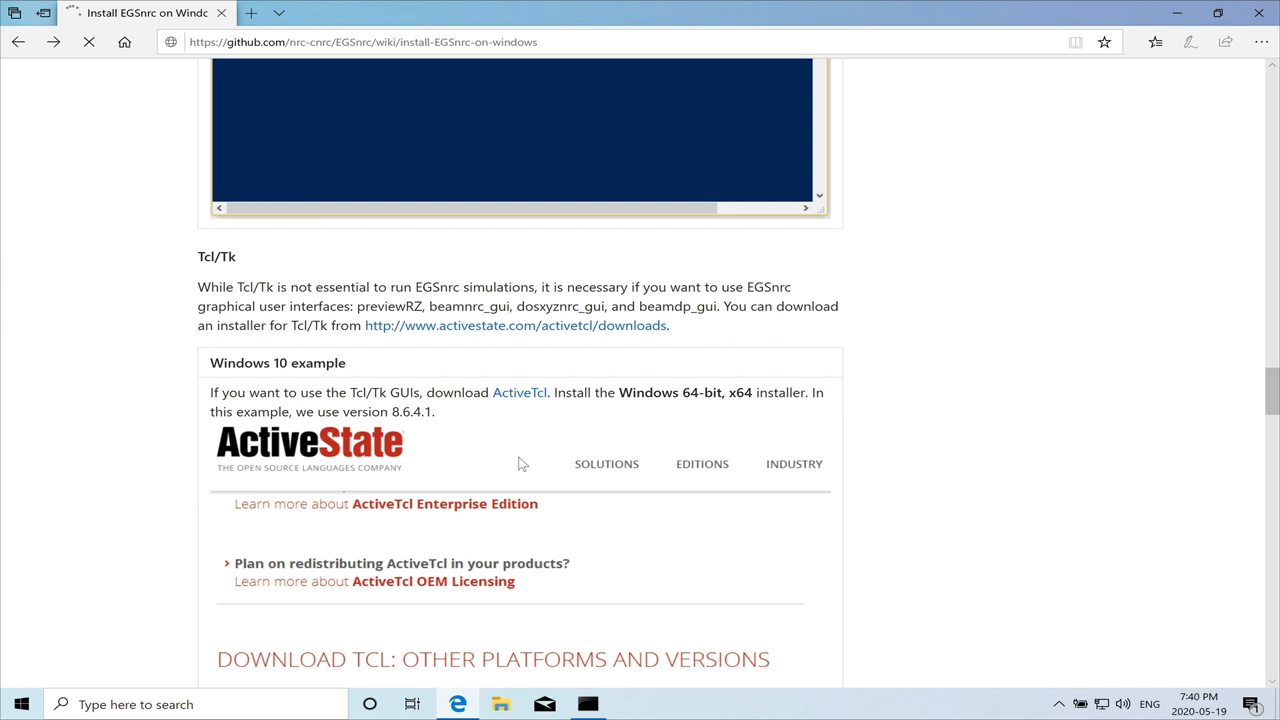 Install EGSnrc on Windc
https://github.com/nrc-cnrc/EGSnrc/wiki/install-EGSnrc-on-windows
Tcl/Tk
While Tcl/Tk is not essential to run EGSnrc simulations, it is necessary if you want to use EGSnrc
graphical user interfaces: previewRZ, beamnrc_gui, dosxyznrc_gui, and beamdp_gui. You can download
an installer for Tcl/Tk from http://www.activestate.com/activetcl/downloads.
Windows 10 example
If you want to use the Tcl/Tk GUIs, download ActiveTcl. Install the Windows 64-bit, x64 installer. In
this example, we use version 8.6.4.1.
ActiveState
THE OPEN SOURCE LANGUAGES COMPANY
SOLUTIONS EDITIONS INDUSTRY
Learn more about ActiveTcl Enterprise Edition
Plan on redistributing ActiveTcl in your products?
Learn more about ActiveTcl OEM Licensing
DOWNLOAD TCL: OTHER PLATFORMS AND VERSIONS
Type here to search
ENG
7:40 PM
2020-05-19
1